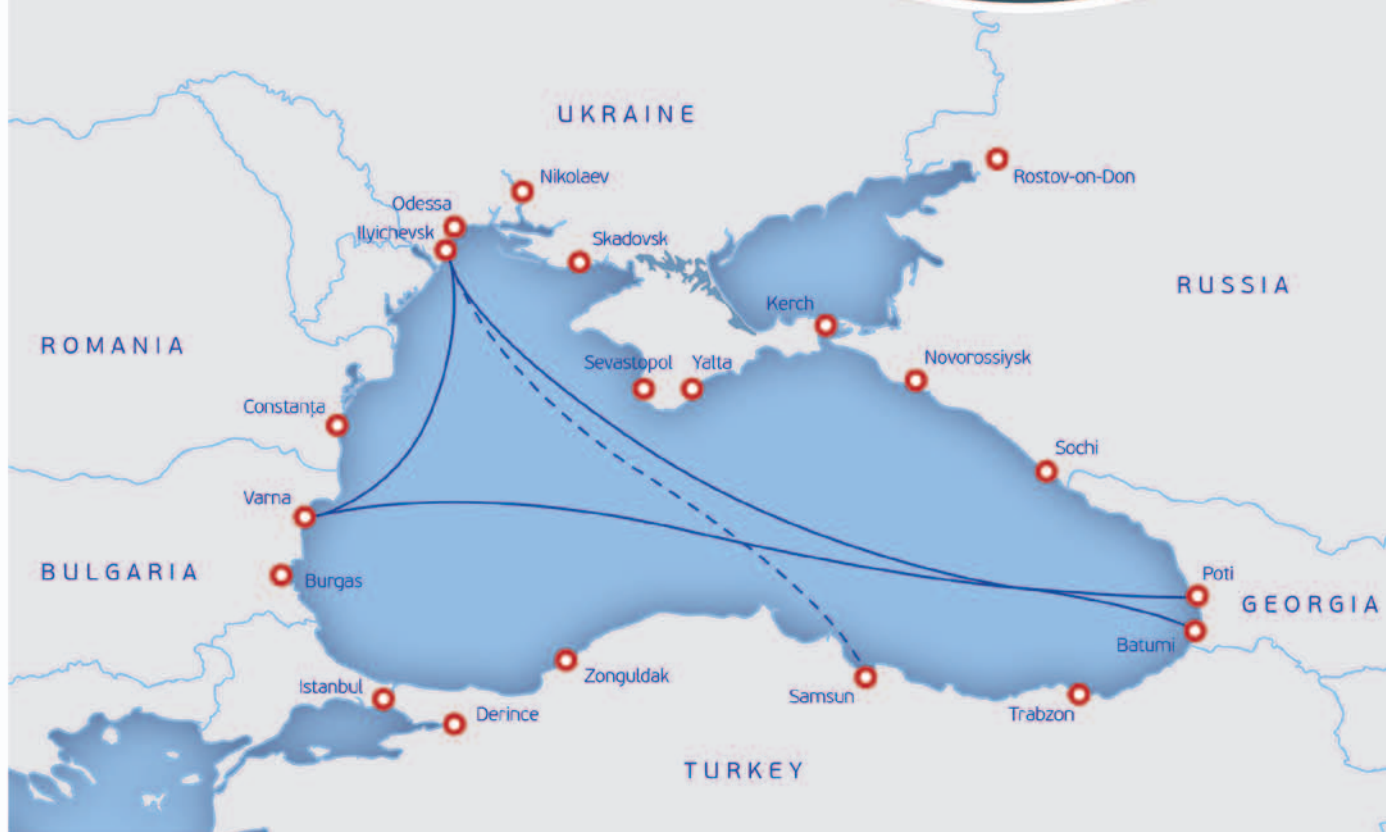 UKRAINE
Rostov-on-Don
Nikolaev
Odessa
Ilyichevsk
Skadovsk
RUSSIA
Kerch
ROMANIA
Sevastopol
Yalta
Novorossiysk
Constanţa
Sochi
Varna
BULGARIA
Burgas
Poti
GEORGIA
Batumi
Zonguldak
Istanbul
Samsun
Derince
Trabzon
TURKEY